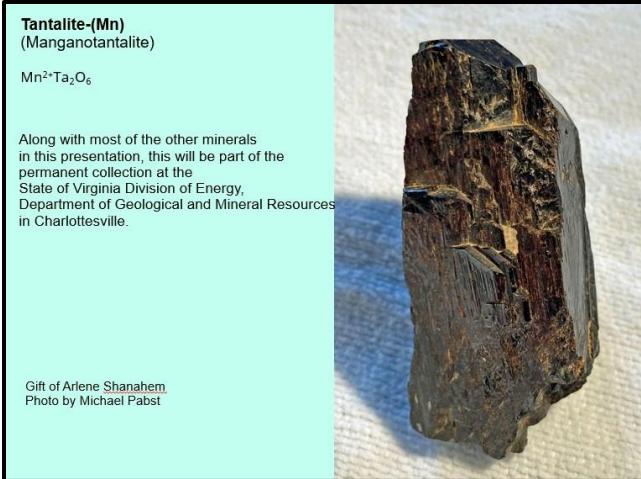 Tantalite-(Mn)
(Manganotantalite)
Mn²⁺Ta₂O₆
Along with most of the other minerals
in this presentation, this will be part of the
permanent collection at the
State of Virginia Division of Energy,
Department of Geological and Mineral Resources
in Charlottesville.
Gift of Arlene Shanahem
Photo by Michael Pabst